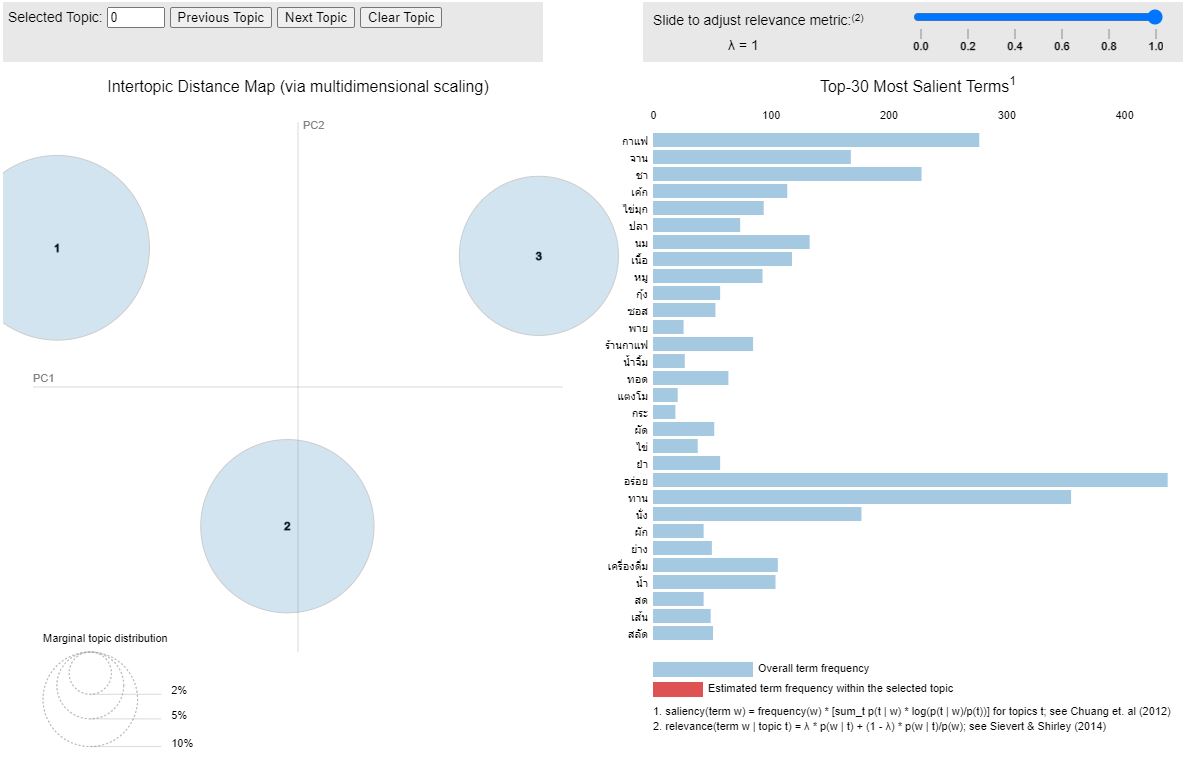 Selected Topic: 0 Previous Topic Next Topic Clear Topic
Slide to adjust relevance metric:(2)
λ = 1
0.0 0.2 0.4 0.6 0.8 1.0
Intertopic Distance Map (via multidimensional scaling)
PC2
PC1
1
3
2
Marginal topic distribution
2%
5%
10%
Top-30 Most Salient Terms1
0 100 200 300 400
กาแฟ
จาน
ชา
เค้ก
ไข่มุก
ปลา
นม
เนื้อ
หมู
กุ้ง
ซอส
พาย
ร้านกาแฟ
น้ำจิ้ม
ทอด
แตงโม
กระ
ผัด
ไข่
ยำ
อร่อย
ทาน
นั่ง
ผัก
ย่าง
เครื่องดื่ม
น้ำ
สด
เส้น
สลัด
Overall term frequency
Estimated term frequency within the selected topic
1. saliency(term w) = frequency(w) * [sum_t p(t | w) * log(p(t | w)/p(t))] for topics t; see Chuang et. al (2012)
2. relevance(term w | topic t) = λ * p(w | t) + (1 - λ) * p(w | t)/p(w); see Sievert & Shirley (2014)